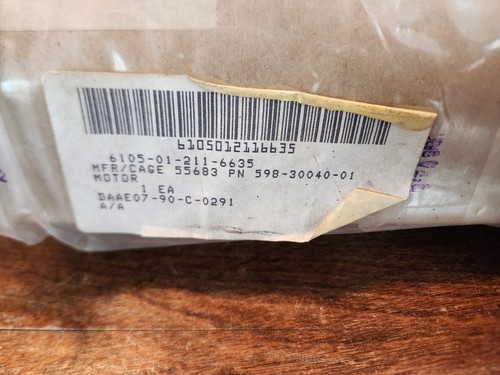 6105012116635
6105-01-211-6635
MFR/CAGE 55683 PN 598-30040-01
MOTOR
1 EA
DAAE07-90-C-0291
A/A